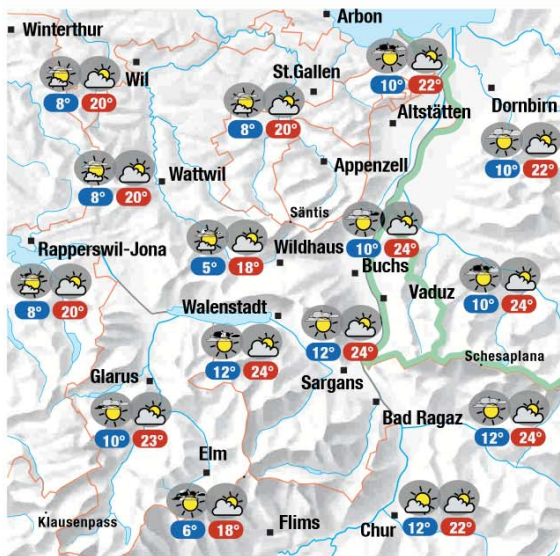 Arbon
Winterthur
Wil
St.Gallen
10° 22°
8° 20°
8° 20°
Altstätten
Dornbirn
10° 22°
Appenzell
Wattwil
8° 20°
Säntis
Rapperswil-Jona
5° 18°
Wildhaus
10° 24°
Buchs
8° 20°
Walenstadt
Vaduz
10° 24°
12° 24°
12° 24°
Schesaplana
Glarus
Sargans
Bad Ragaz
10° 23°
12° 24°
Elm
6° 18°
Klausenpass
Flims
Chur
12° 22°